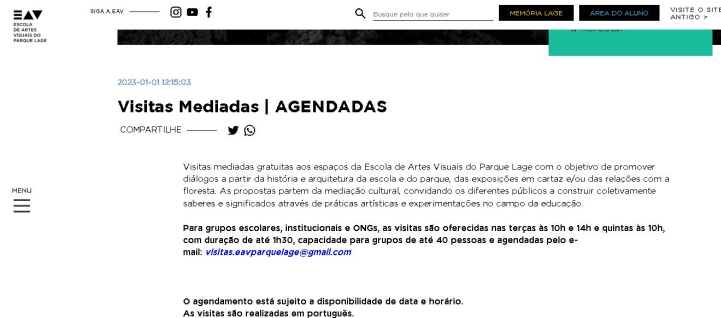 EAV
ESCOLA
DE ARTES
VISUAIS DO
PARQUE LAGE
SIGA A EAV
Busque pelo que quiser
MEMÓRIA LAGE
ÁREA DO ALUNO
VISITE O SITE
ANTIGO >
2023-01-01 12:15:03
Visitas Mediadas | AGENDADAS
COMPARTILHE
MENU
Visitas mediadas gratuitas aos espaços da Escola de Artes Visuais do Parque Lage com o objetivo de promover
diálogos a partir da história e arquitetura da escola e do parque, das exposições em cartaz e/ou das relações com a
floresta. As propostas partem da mediação cultural, convidando os diferentes públicos a construir coletivamente
saberes e significados através de práticas artísticas e experimentações no campo da educação.
Para grupos escolares, institucionais e ONGs, as visitas são oferecidas nas terças às 10h e 14h e quintas às 10h,
com duração de até 1h30, capacidade para grupos de até 40 pessoas e agendadas pelo e-
mail: visitas.eavparquelage@gmail.com
O agendamento está sujeito a disponibilidade de data e horário.
As visitas são realizadas em português.